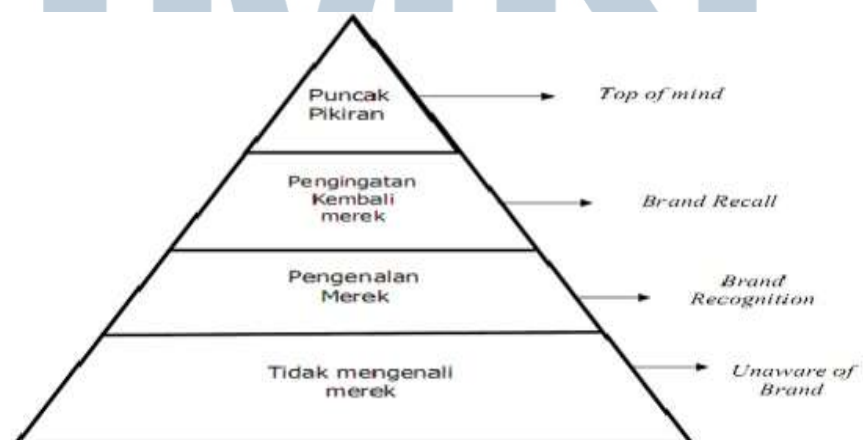 Puncak
Pikiran
Top of mind
Pengingatan
Kembali
merek
Brand Recall
Pengenalan
Merek
Brand
Recognition
Tidak mengenali
merek
Unaware of
Brand